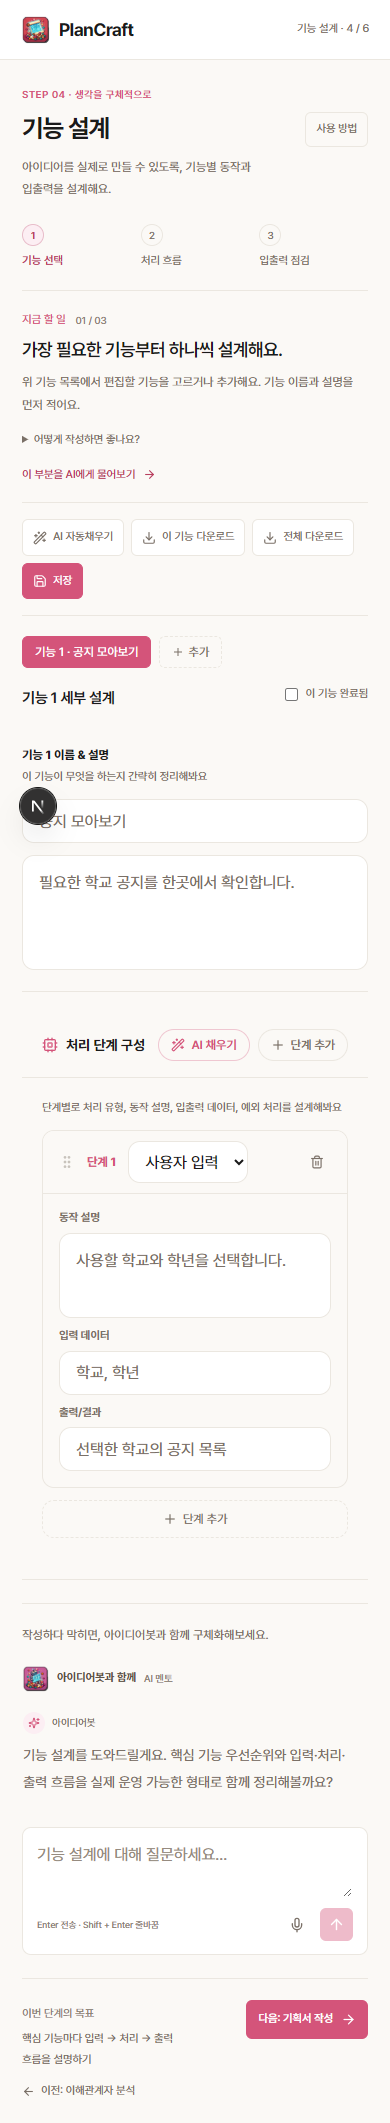 PlanCraft
기능 설계 · 4 / 6
STEP 04 · 생각을 구체적으로
기능 설계
사용 방법
아이디어를 실제로 만들 수 있도록, 기능별 동작과
입출력을 설계해요.
1
2
3
기능 선택
처리 흐름
입출력 점검
지금 할 일
01 / 03
가장 필요한 기능부터 하나씩 설계해요.
위 기능 목록에서 편집할 기능을 고르거나 추가해요. 기능 이름과 설명을
먼저 적어요.
어떻게 작성하면 좋나요?
이 부분을 AI에게 물어보기
AI 자동채우기
이 기능 다운로드
전체 다운로드
저장
기능 1 · 공지 모아보기
추가
기능 1 세부 설계
이 기능 완료됨
기능 1 이름 & 설명
이 기능이 무엇을 하는지 간략히 정리해봐요
N
공지 모아보기
필요한 학교 공지를 한곳에서 확인합니다.
처리 단계 구성
AI 채우기
단계 추가
단계별로 처리 유형, 동작 설명, 입출력 데이터, 예외 처리를 설계해봐요
단계 1
사용자 입력
동작 설명
사용할 학교와 학년을 선택합니다.
입력 데이터
학교, 학년
출력/결과
선택한 학교의 공지 목록
단계 추가
작성하다 막히면, 아이디어봇과 함께 구체화해보세요.
아이디어봇과 함께
AI 멘토
아이디어봇
기능 설계를 도와드릴게요. 핵심 기능 우선순위와 입력·처리·
출력 흐름을 실제 운영 가능한 형태로 함께 정리해볼까요?
기능 설계에 대해 질문하세요...
Enter 전송 · Shift + Enter 줄바꿈
이번 단계의 목표
핵심 기능마다 입력 → 처리 → 출력
흐름을 설명하기
다음: 기획서 작성 →
← 이전: 이해관계자 분석